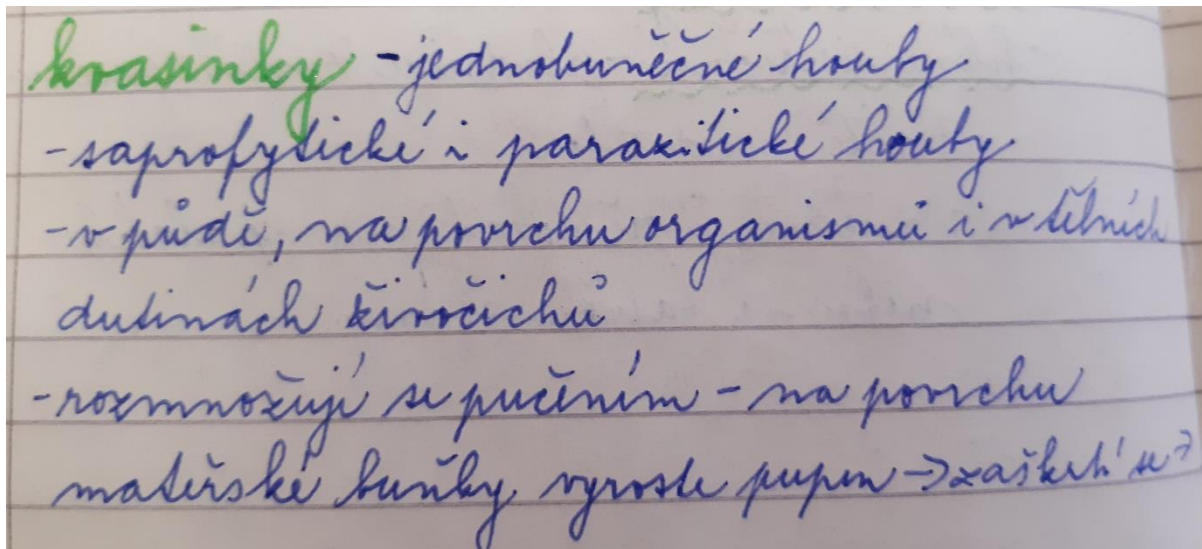 kvasinky - jednobuněčné houby
- saprofytické i parazitické houby
- v půdě, na povrchu organismů i v tělních
dutinách živočichů
- rozmnožují se pučením - na povrchu
mateřské buňky vyroste pupen → zaškrtí se →